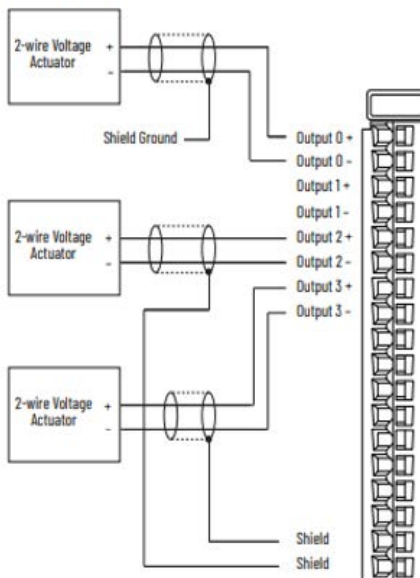 2-wire Voltage
Actuator
+
-
Shield Ground
Output 0 +
Output 0 -
Output 1 +
Output 1 -
2-wire Voltage
Actuator
+
-
Output 2 +
Output 2 -
Output 3 +
Output 3 -
2-wire Voltage
Actuator
+
-
Shield
Shield